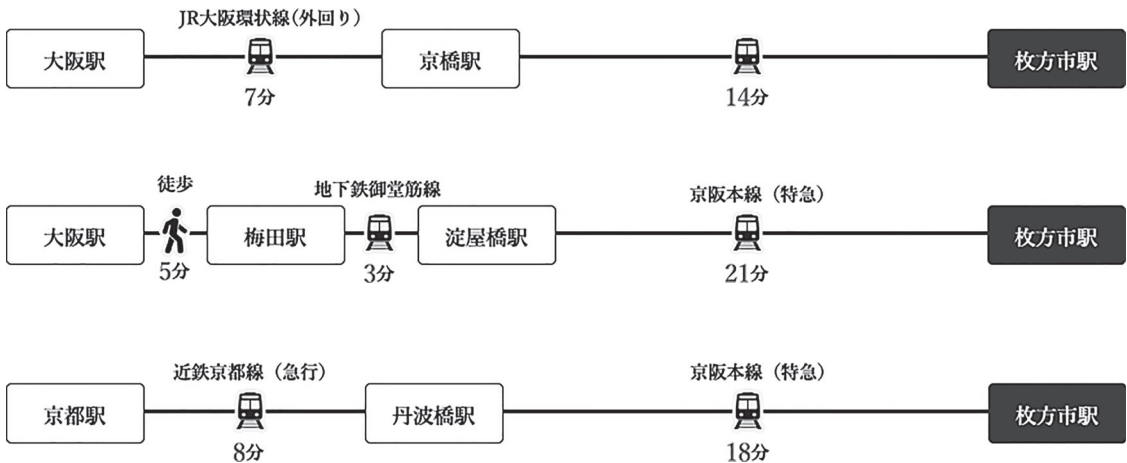 JR大阪環状線(外回り)
大阪駅 京橋駅 枚方市駅
7分 14分
徒歩 地下鉄御堂筋線 京阪本線（特急）
大阪駅 梅田駅 淀屋橋駅 枚方市駅
5分 3分 21分
近鉄京都線（急行） 京阪本線（特急）
京都駅 丹波橋駅 枚方市駅
8分 18分